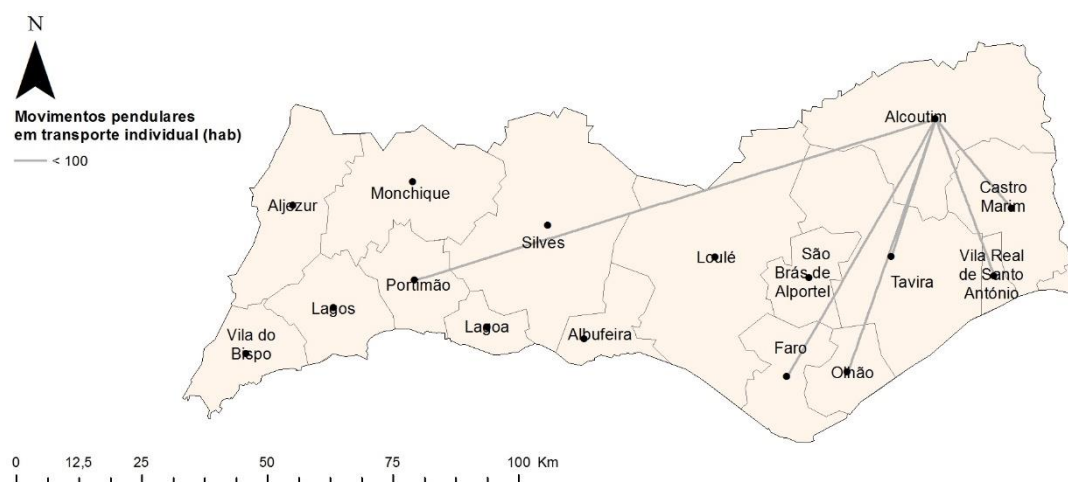 N
Movimentos pendulares
em transporte individual (hab)
< 100
Alcoutim
Castro
Marim
Monchique
Aljezur
Silves
Loulé
São
Brás de
Alportel
Tavira
Vila Real
de Santo
António
Portimão
Lagos
Lagoa
Albufeira
Vila do
Bispo
Faro
Olhão
0 12,5 25 50 75 100 Km